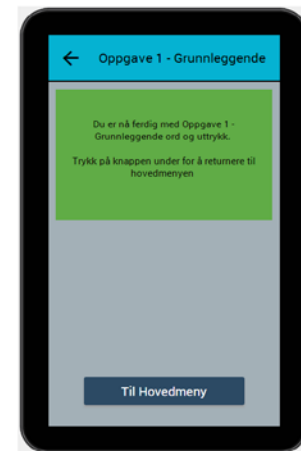 Oppgave 1 - Grunnleggende
Du er nå ferdig med Oppgave 1 -
Grunnleggende ord og uttrykk.
Trykk på knappen under for å returnere til
hovedmenyen
Til Hovedmeny